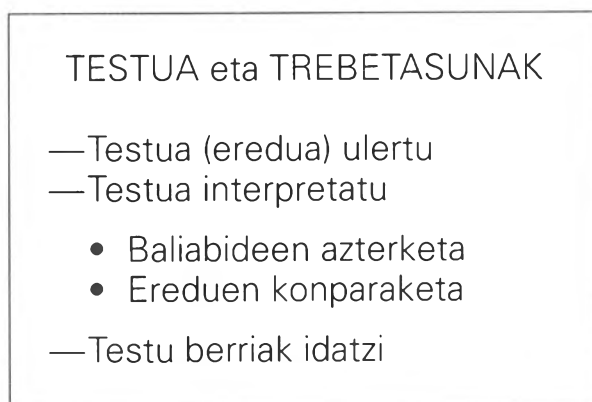 TESTUA eta TREBETASUNAK
—Testua (eredua) ulertu
—Testua interpretatu
• Baliabideen azterketa
• Ereduen konparaketa
—Testu berriak idatzi